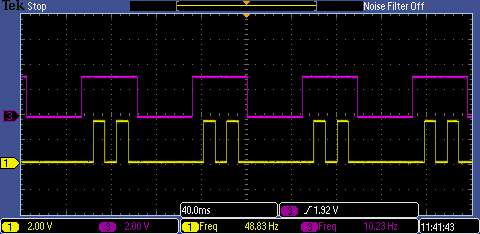 Tek Stop Noise Filter Off
3
1
40.0ms 3 1.92 V
1 2.00 V 3 2.00 V 1 Freq 48.83 Hz 3 Freq 10.23 Hz 11:41:43